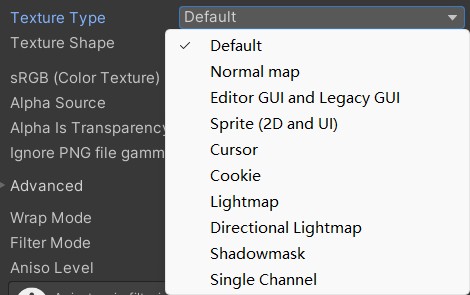 Texture Type Default
Texture Shape
✓ Default
Normal map
sRGB (Color Texture)
Editor GUI and Legacy GUI
Alpha Source
Sprite (2D and UI)
Alpha Is Transparency
Cursor
Ignore PNG file gamm
Cookie
Advanced
Lightmap
Wrap Mode
Directional Lightmap
Filter Mode
Shadowmask
Aniso Level
Single Channel